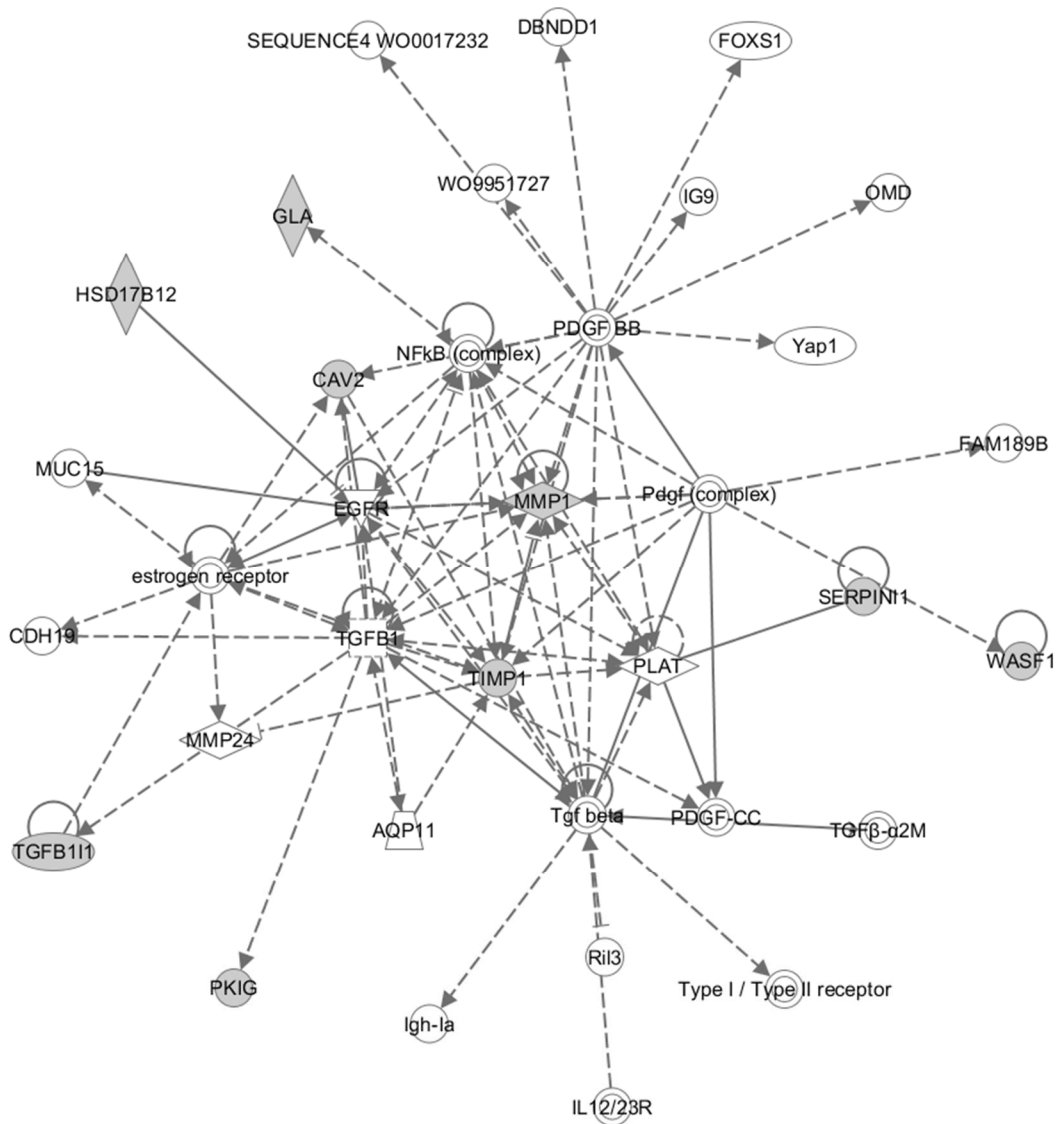 DBNDD1
SEQUENCE4 WO0017232
FOXS1
WO9951727
IG9
OMD
GLA
HSD17B12
PDGF BB
Yap1
NFkB (complex)
CAV2
FAM189B
MUC15
Pdgf (complex)
MMP1
EGFR
estrogen receptor
SERPINI1
CDH19
TGFB1
WASF1
PLAT
TIMP1
MMP24
Tgf beta
PDGF-CC
TGFβ-α2M
AQP11
TGFB1I1
Ril3
PKIG
Type I / Type II receptor
Igh-Ia
IL12/23R